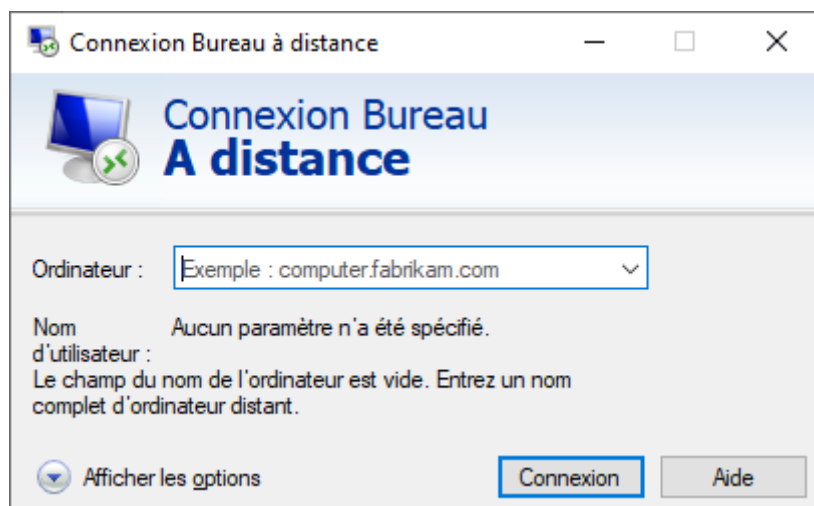 Connexion Bureau à distance
Connexion Bureau
A distance
Ordinateur :
Exemple : computer.fabrikam.com
Nom
d'utilisateur :
Aucun paramètre n'a été spécifié.
Le champ du nom de l'ordinateur est vide. Entrez un nom
complet d'ordinateur distant.
Afficher les options
Connexion
Aide